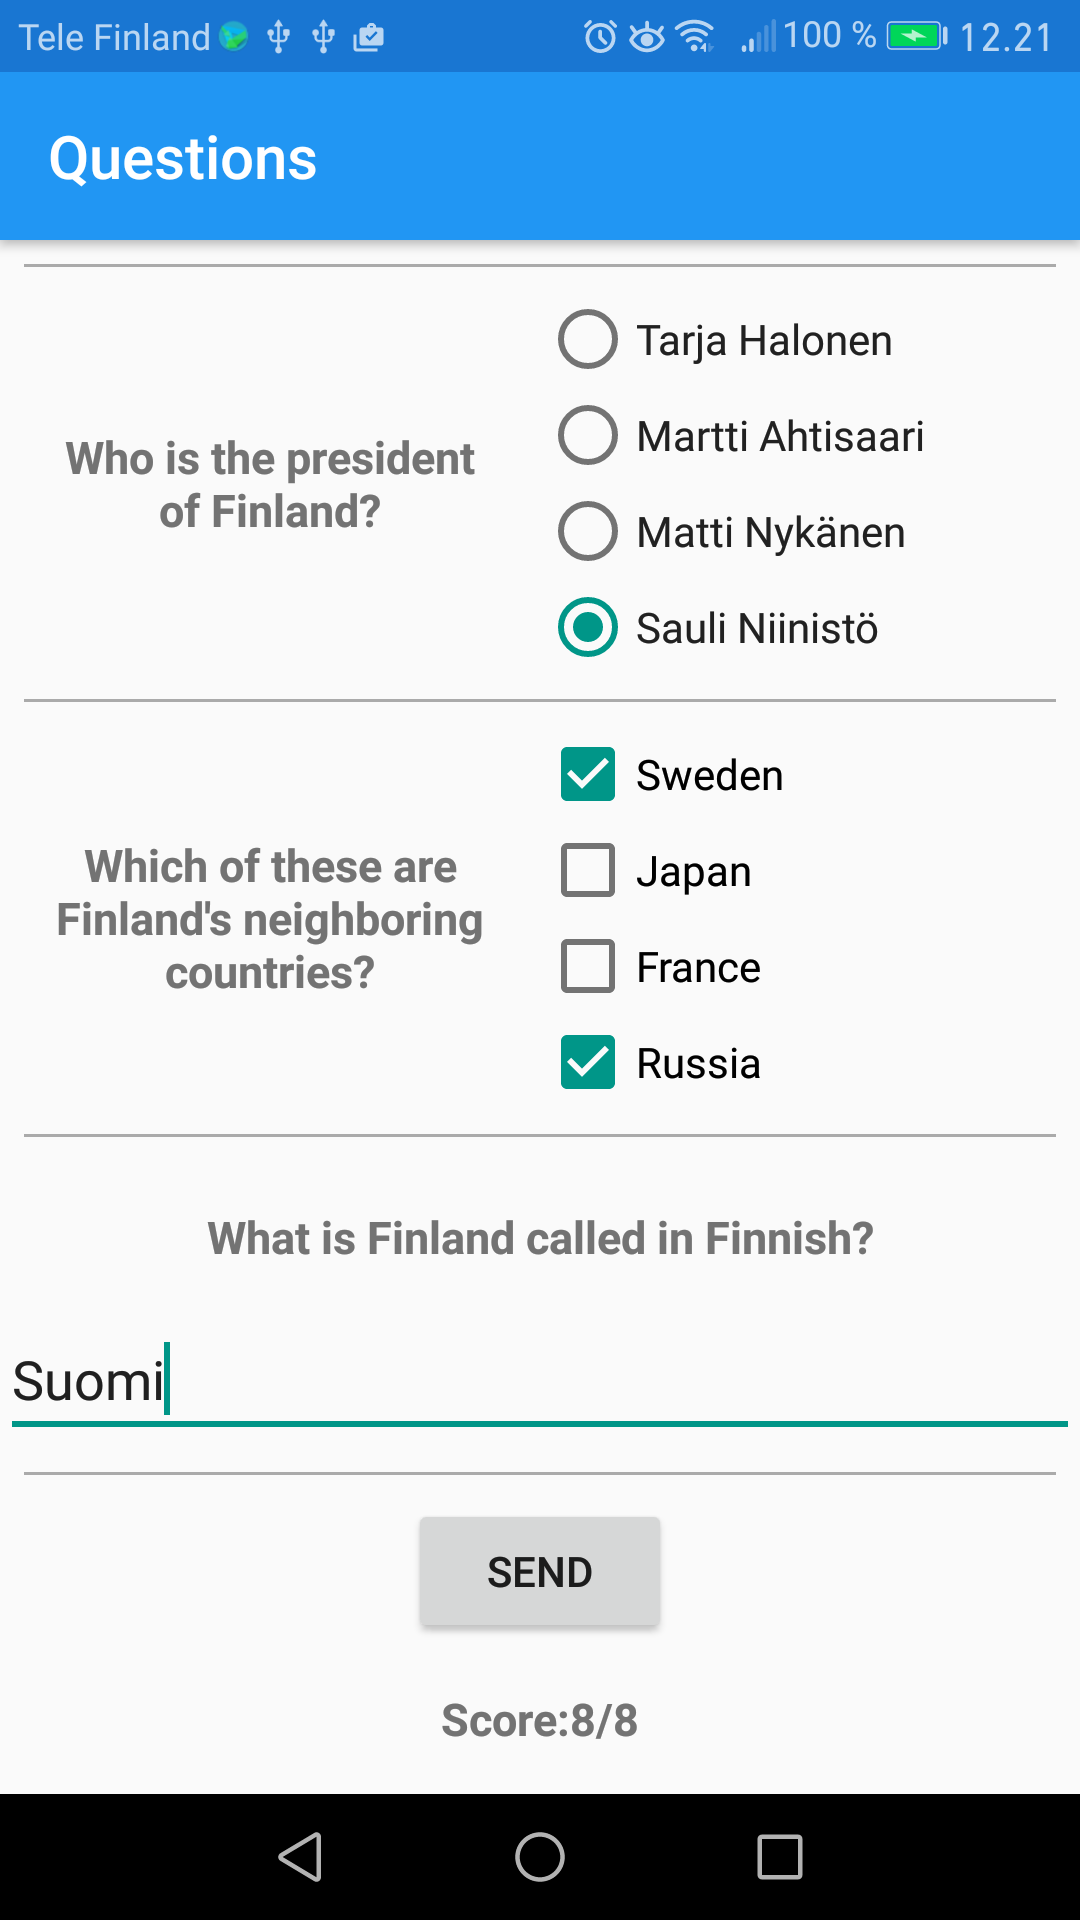 Tele Finland 100 % 12.21
Questions
Who is the president
of Finland?
Tarja Halonen
Martti Ahtisaari
Matti Nykänen
Sauli Niinistö
Which of these are
Finland's neighboring
countries?
Sweden
Japan
France
Russia
What is Finland called in Finnish?
Suomi
SEND
Score:8/8